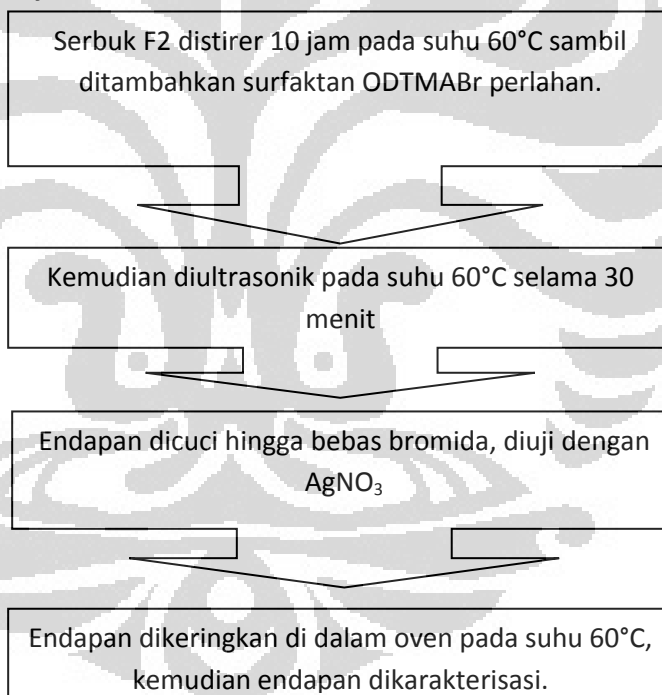 Serbuk F2 distirer 10 jam pada suhu 60°C sambil
ditambahkan surfaktan ODTMABr perlahan.
Kemudian diultrasonik pada suhu 60°C selama 30
menit
Endapan dicuci hingga bebas bromida, diuji dengan
AgNO₃
Endapan dikeringkan di dalam oven pada suhu 60°C,
kemudian endapan dikarakterisasi.